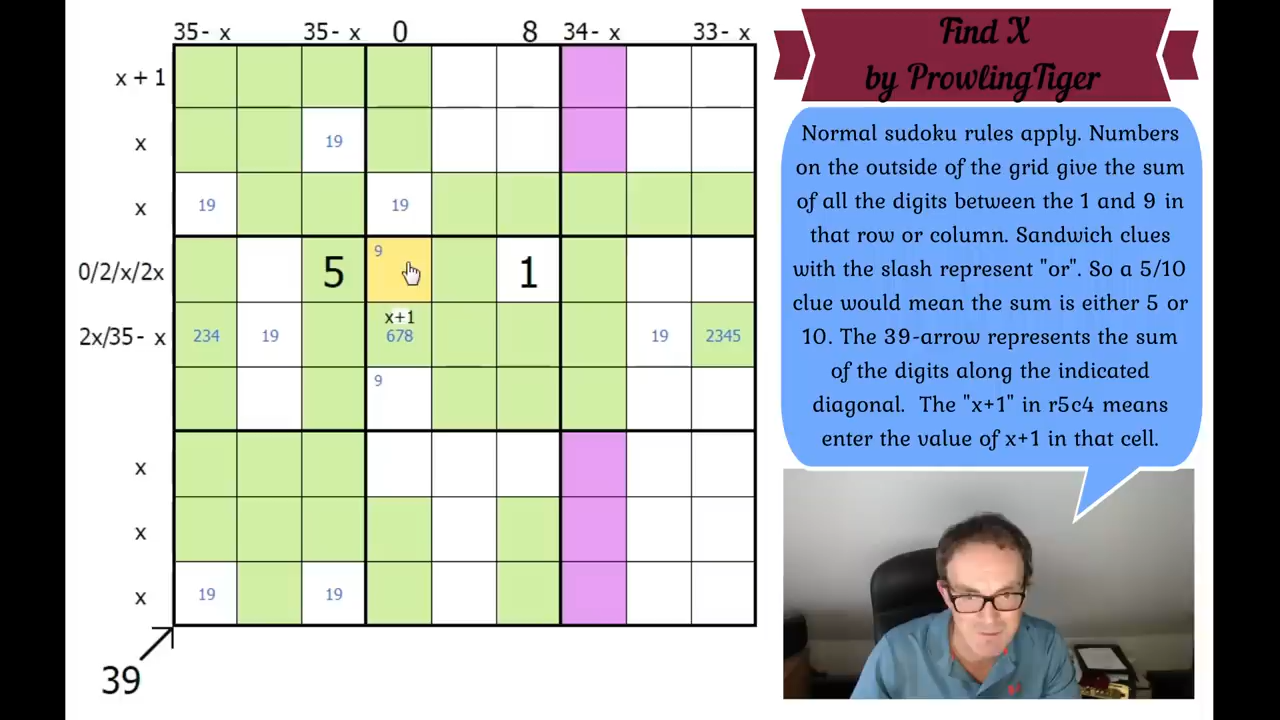 Find X
by ProwlingTiger
Normal sudoku rules apply. Numbers
on the outside of the grid give the sum
of all the digits between the 1 and 9 in
that row or column. Sandwich clues
with the slash represent "or". So a 5/10
clue would mean the sum is either 5 or
10. The 39-arrow represents the sum
of the digits along the indicated
diagonal. The "x+1" in r5c4 means
enter the value of x+1 in that cell.
35- x 35- x 0 8 34- x 33- x
x + 1
x 19
x 19 19
0/2/x/2x 5 9 1
x+1
2x/35- x 234 19 678 19 2345
9
x
x
x 19 19
39